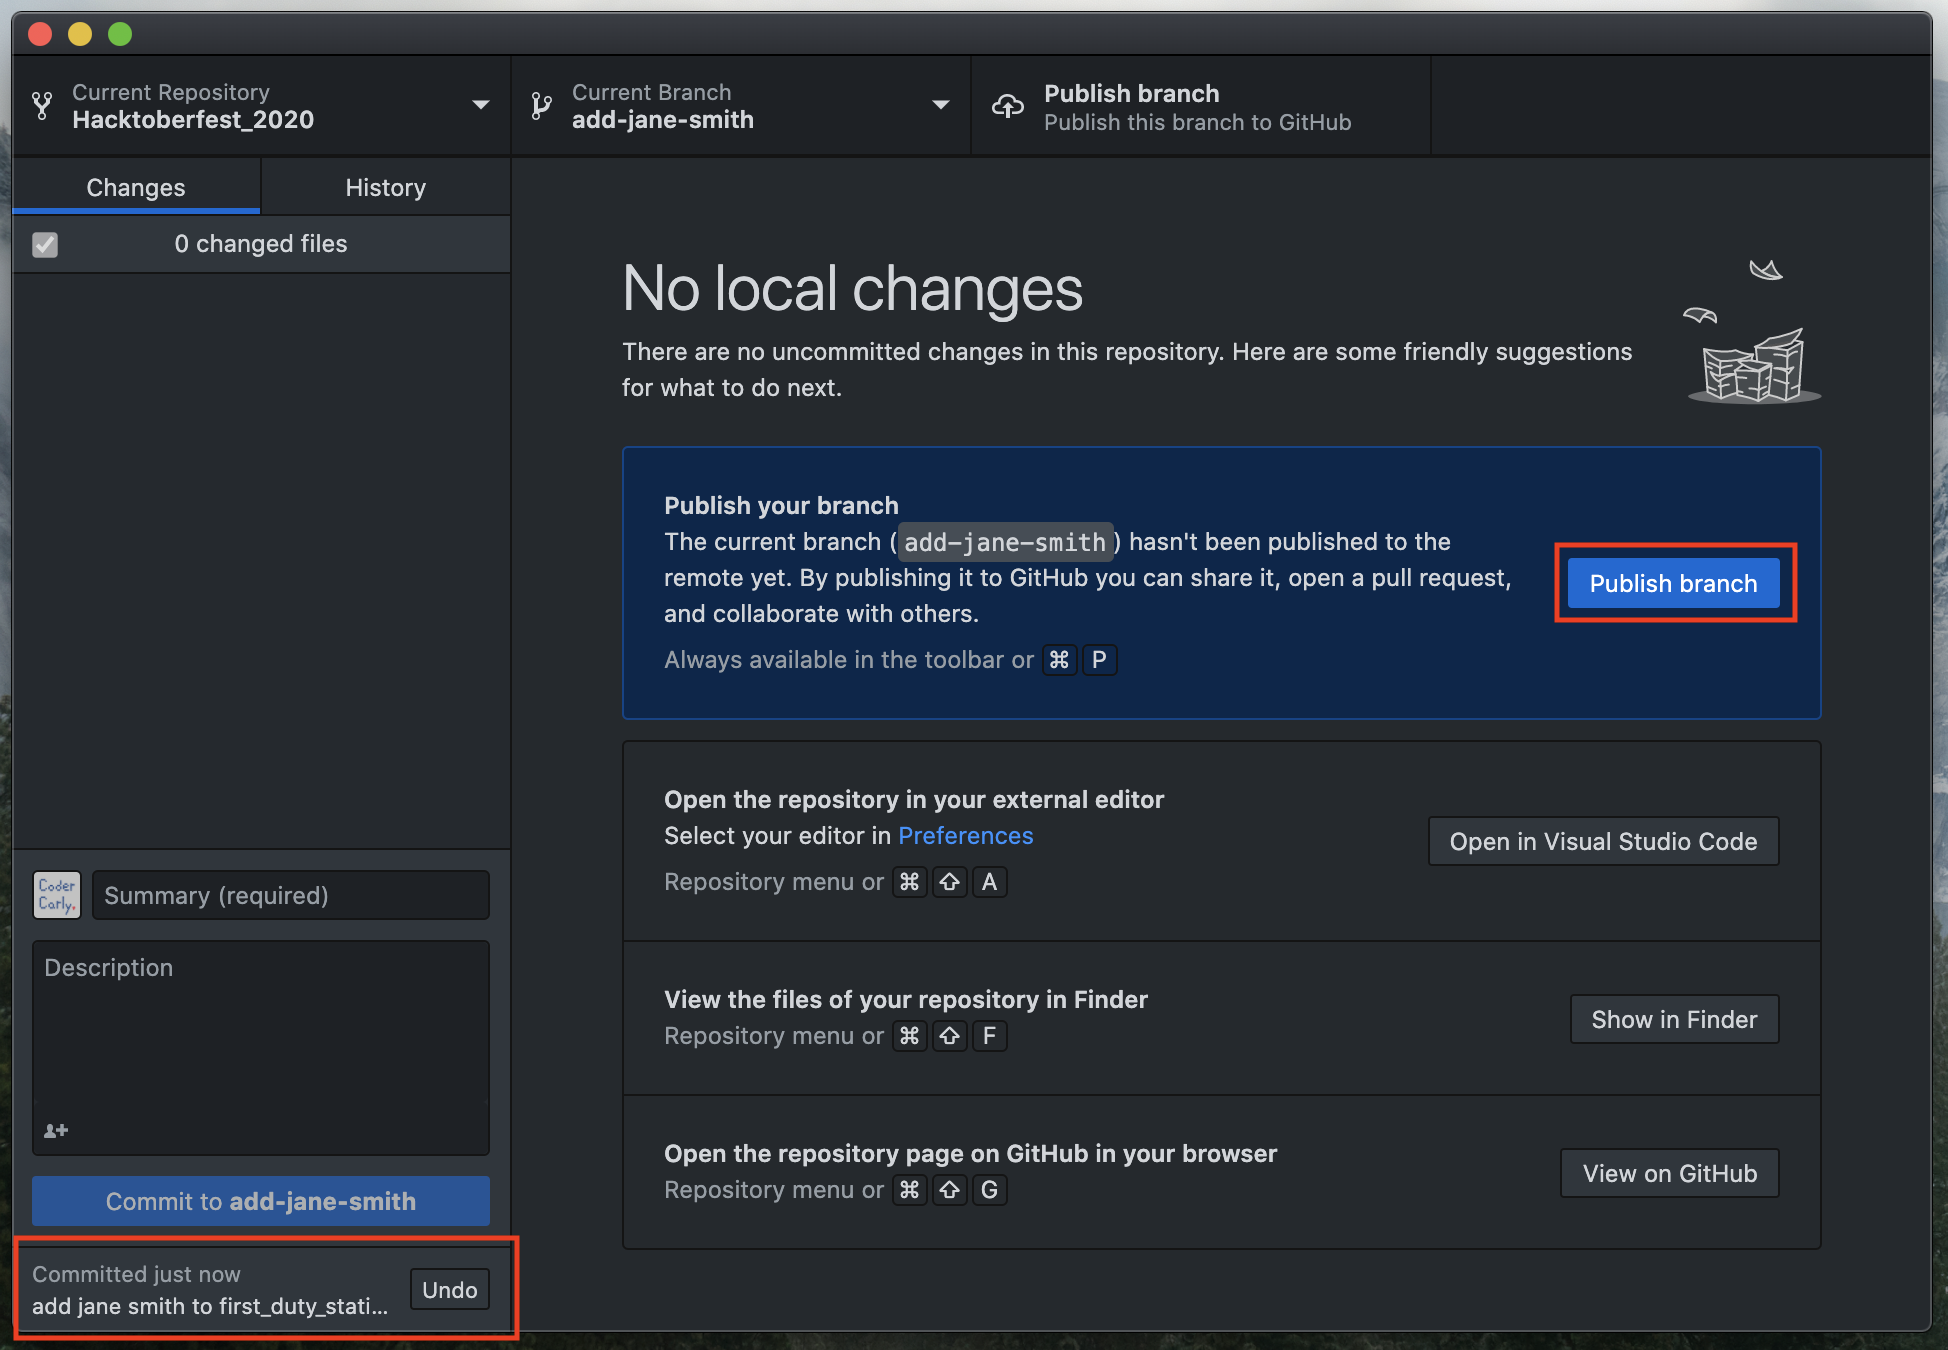 Current Repository
Hacktoberfest_2020
Current Branch
add-jane-smith
Publish branch
Publish this branch to GitHub
Changes
History
0 changed files
No local changes
There are no uncommitted changes in this repository. Here are some friendly suggestions
for what to do next.
Publish your branch
The current branch (add-jane-smith) hasn't been published to the
remote yet. By publishing it to GitHub you can share it, open a pull request,
and collaborate with others.
Always available in the toolbar or ⌘ P
Publish branch
Open the repository in your external editor
Select your editor in Preferences
Repository menu or ⌘ ⇧ A
Open in Visual Studio Code
View the files of your repository in Finder
Repository menu or ⌘ ⇧ F
Show in Finder
Open the repository page on GitHub in your browser
Repository menu or ⌘ ⇧ G
View on GitHub
Coder
Carly.
Summary (required)
Description
Commit to add-jane-smith
Committed just now
add jane smith to first_duty_stati...
Undo